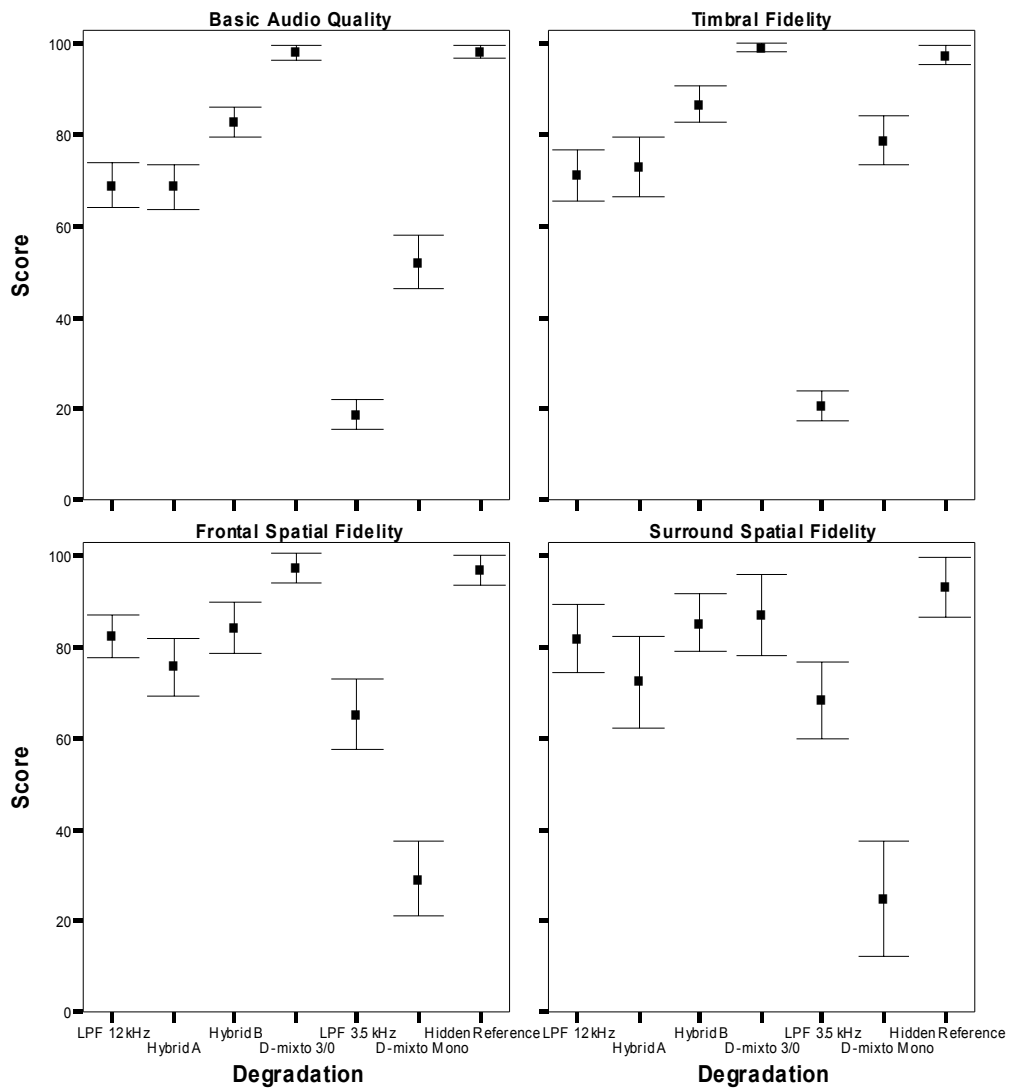 Basic Audio Quality
Timbral Fidelity
100
80
60
40
20
0
Score
Frontal Spatial Fidelity
Surround Spatial Fidelity
100
80
60
40
20
0
Score
LPF 12kHz
Hybrid A
Hybrid B
D-mixto 3/0
LPF 3.5 kHz
D-mixto Mono
Hidden Reference
LPF 12kHz
Hybrid A
Hybrid B
D-mixto 3/0
LPF 3.5 kHz
D-mixto Mono
Hidden Reference
Degradation
Degradation